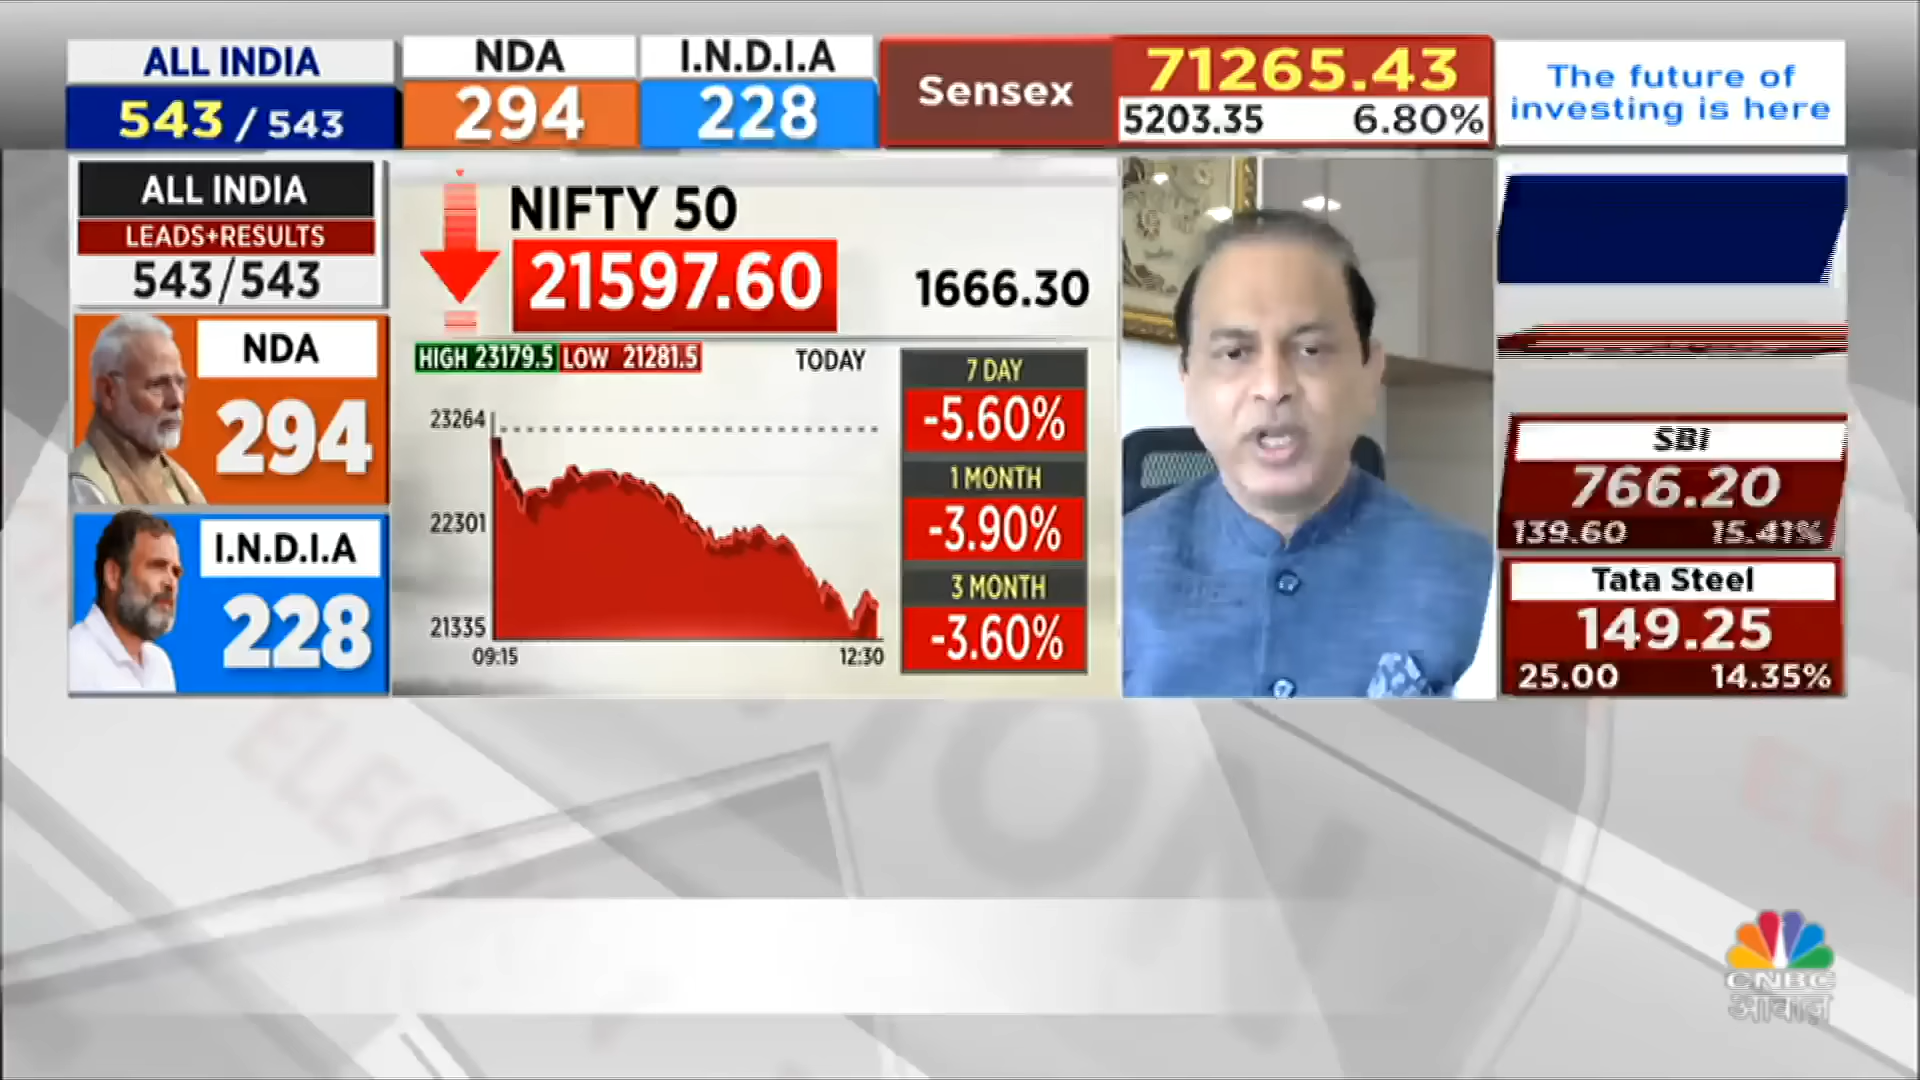 ALL INDIA
543 / 543
NDA
294
I.N.D.I.A
228
Sensex
71265.43
5203.35 6.80%
The future of
investing is here
ALL INDIA
LEADS+RESULTS
543/543
NDA
294
I.N.D.I.A
228
NIFTY 50
21597.60
1666.30
HIGH 23179.5 LOW 21281.5
TODAY
23264
22301
21335
09:15 12:30
7 DAY
-5.60%
1 MONTH
-3.90%
3 MONTH
-3.60%
SBI
766.20
139.60 15.41%
Tata Steel
149.25
25.00 14.35%
ELEC
CNBC
आवाज़